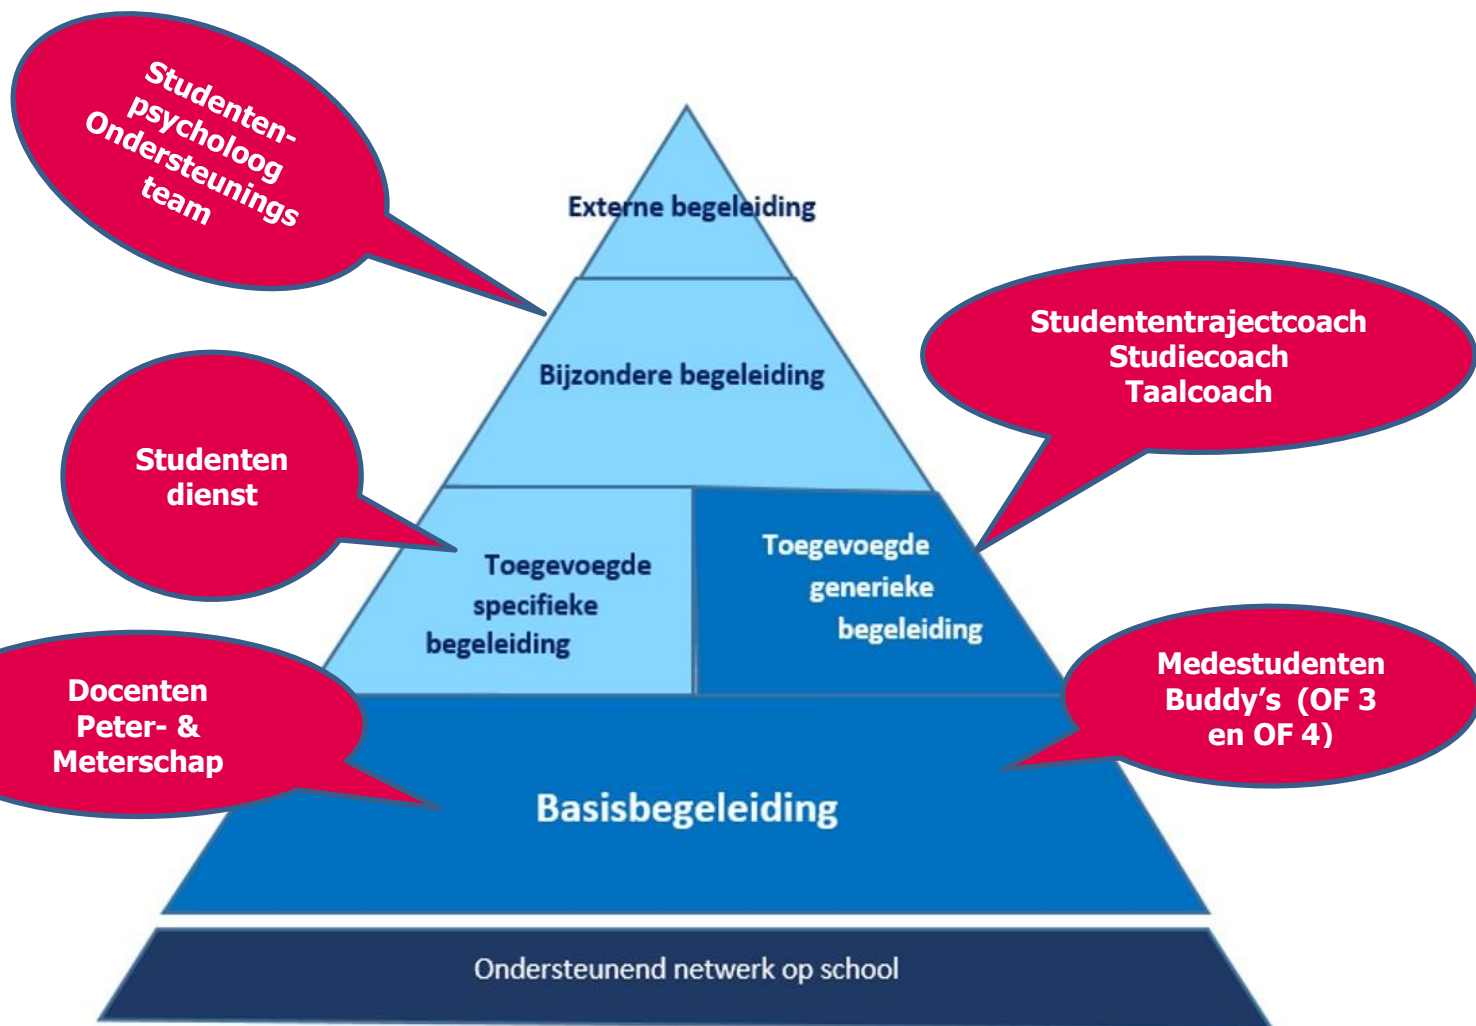 Studenten-
psycholoog
Ondersteunings
team
Externe begeleiding
Studententrajectcoach
Studiecoach
Taalcoach
Bijzondere begeleiding
Studenten
dienst
Toegevoegde
specifieke
begeleiding
Toegevoegde
generieke
begeleiding
Docenten
Peter- &
Meterschap
Medestudenten
Buddy’s (OF 3
en OF 4)
Basisbegeleiding
Ondersteunend netwerk op school